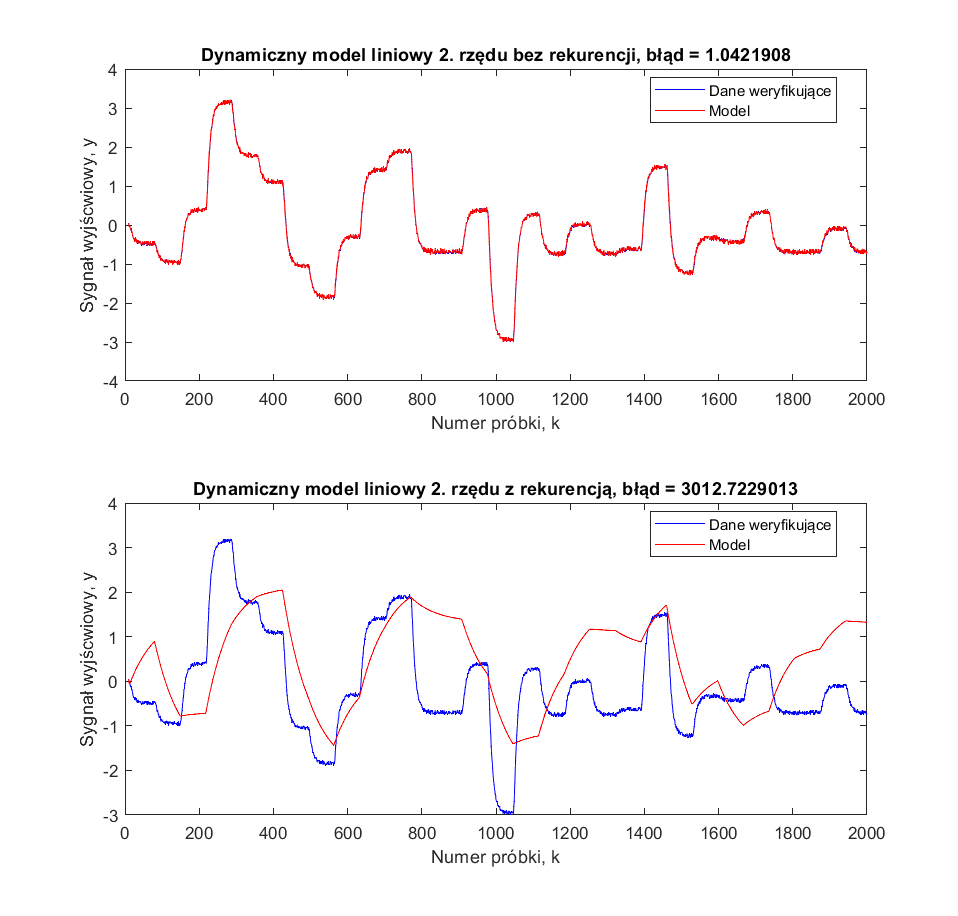 Dynamiczny model liniowy 2. rzędu bez rekurencji, błąd = 1.0421908
Dane weryfikujące
Model
Sygnał wyjścwiowy, y
4
3
2
1
0
-1
-2
-3
-4
0 200 400 600 800 1000 1200 1400 1600 1800 2000
Numer próbki, k
Dynamiczny model liniowy 2. rzędu z rekurencją, błąd = 3012.7229013
Dane weryfikujące
Model
Sygnał wyjścwiowy, y
4
3
2
1
0
-1
-2
-3
0 200 400 600 800 1000 1200 1400 1600 1800 2000
Numer próbki, k